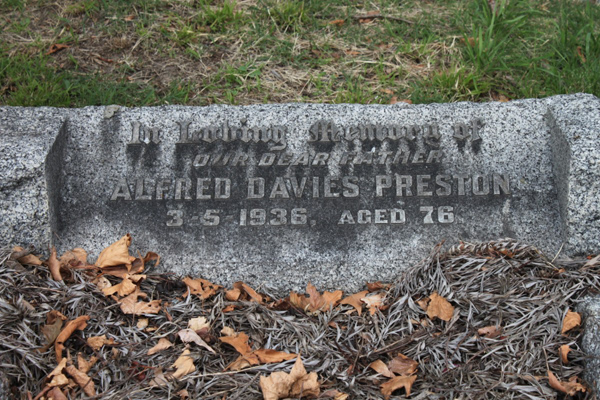 In Loving Memory of
OUR DEAR FATHER
ALFRED DAVIES PRESTON
3-5-1936, AGED 76.